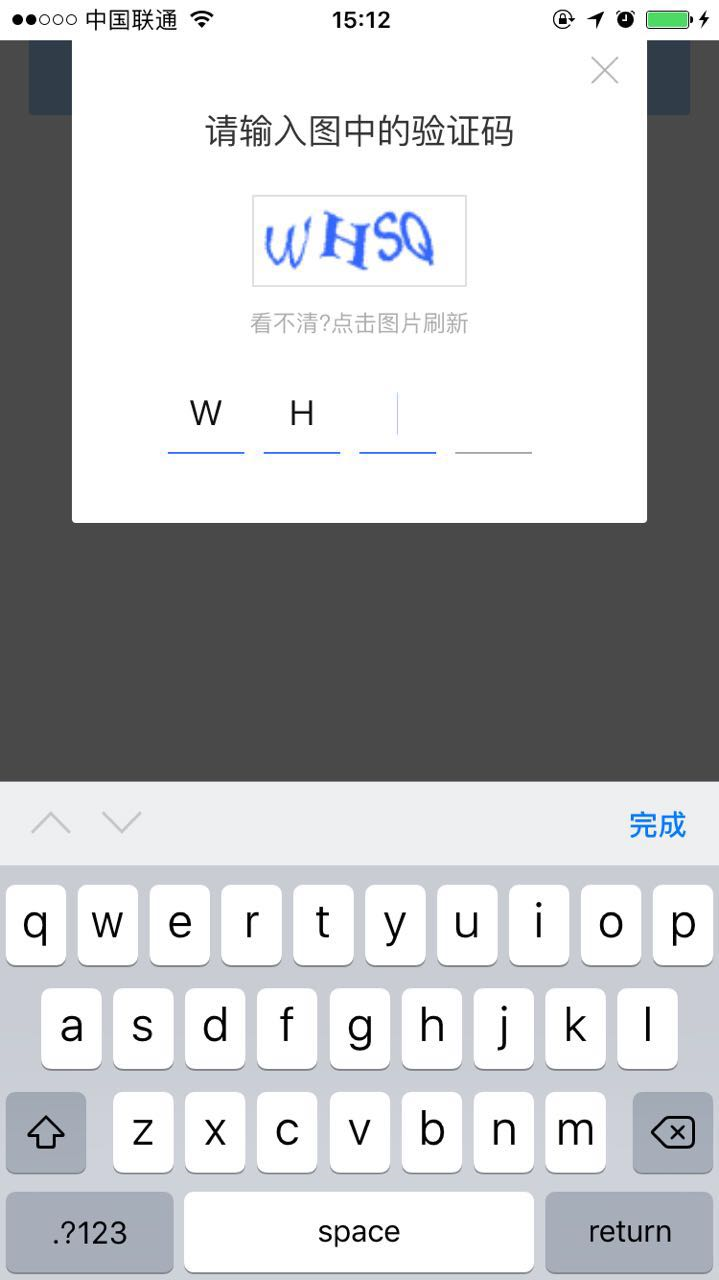 中国联通 15:12
请输入图中的验证码
WHSQ
看不清?点击图片刷新
W H
完成
q w e r t y u i o p
a s d f g h j k l
z x c v b n m
.?123 space return